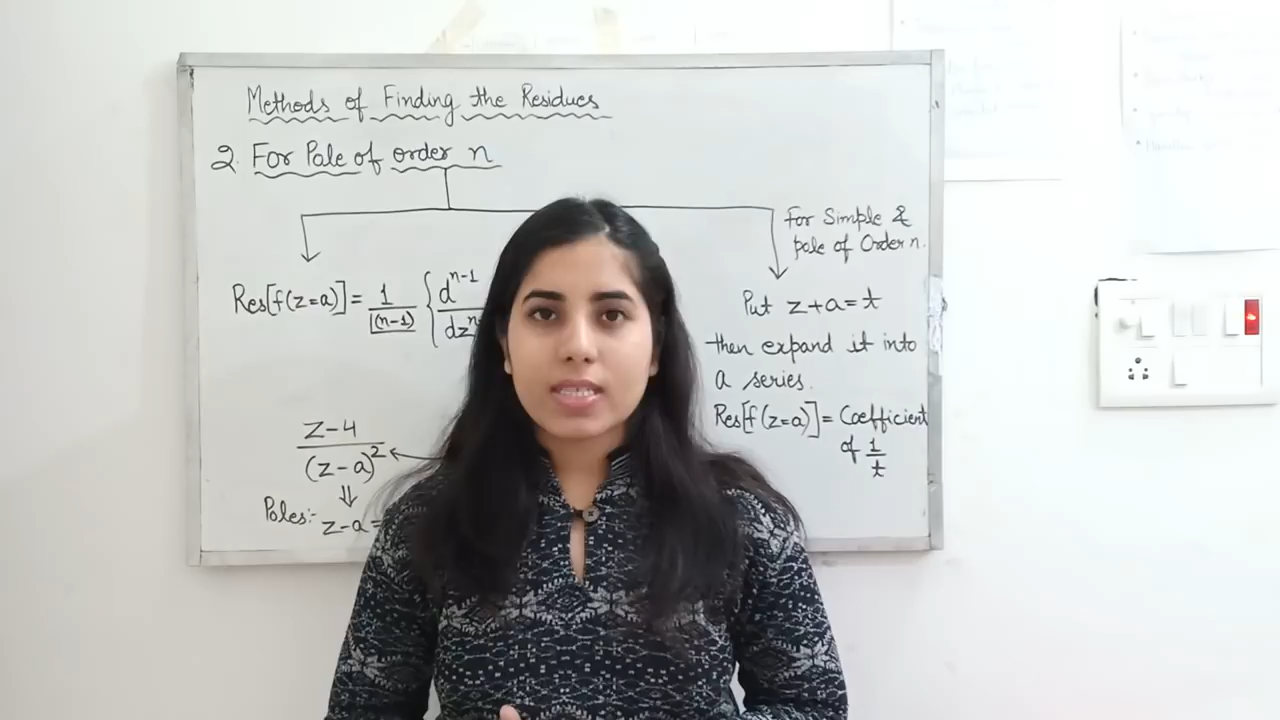 Methods of Finding the Residues
2. For Pole of order n
For Simple &
pole of Order n.
Res[f(z=a)] = 1/|(n-1) { d^n-1/dz^n
Put z+a=t
then expand it into
a series.
Res[f(z=a)] = Coefficient
of 1/t
z-4/(z-a)^2
⇓
Poles:- z-a=